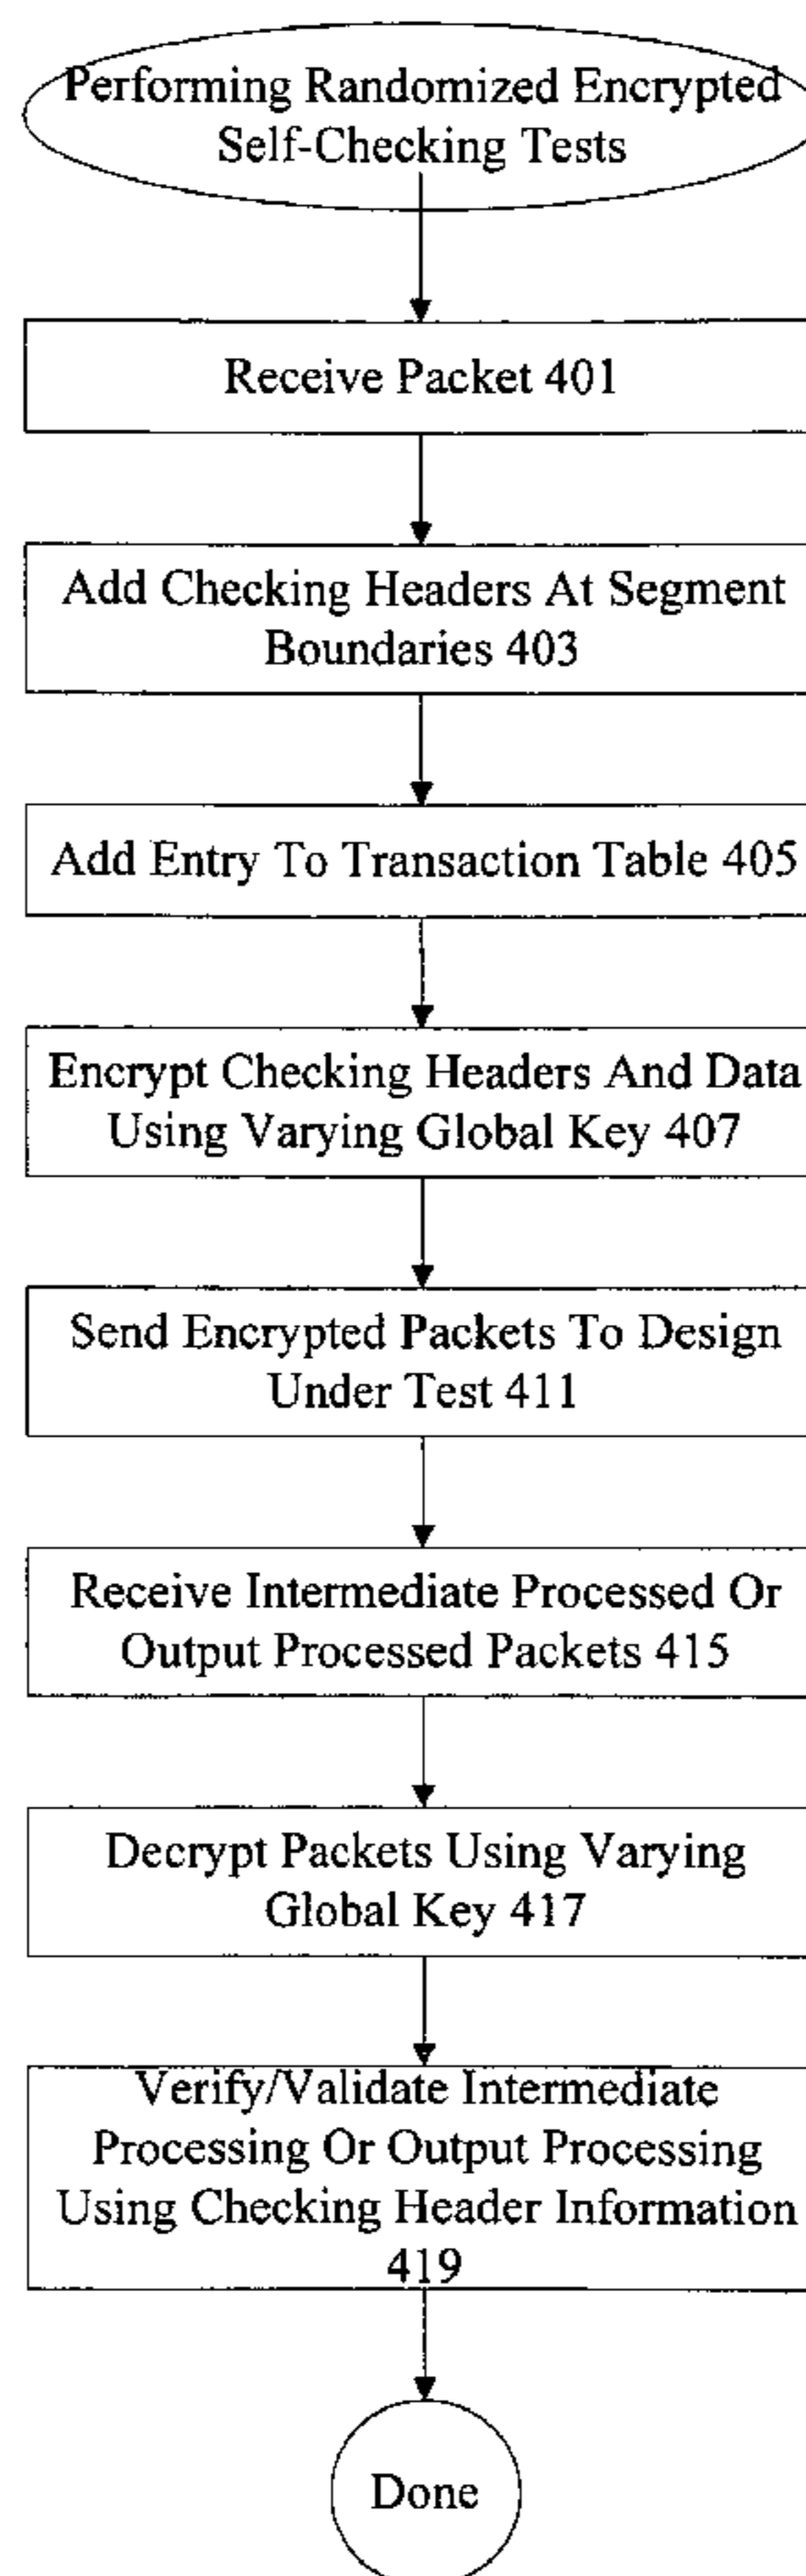 Performing Randomized Encrypted
Self-Checking Tests
Receive Packet 401
Add Checking Headers At Segment
Boundaries 403
Add Entry To Transaction Table 405
Encrypt Checking Headers And Data
Using Varying Global Key 407
Send Encrypted Packets To Design
Under Test 411
Receive Intermediate Processed Or
Output Processed Packets 415
Decrypt Packets Using Varying
Global Key 417
Verify/Validate Intermediate
Processing Or Output Processing
Using Checking Header Information
419
Done